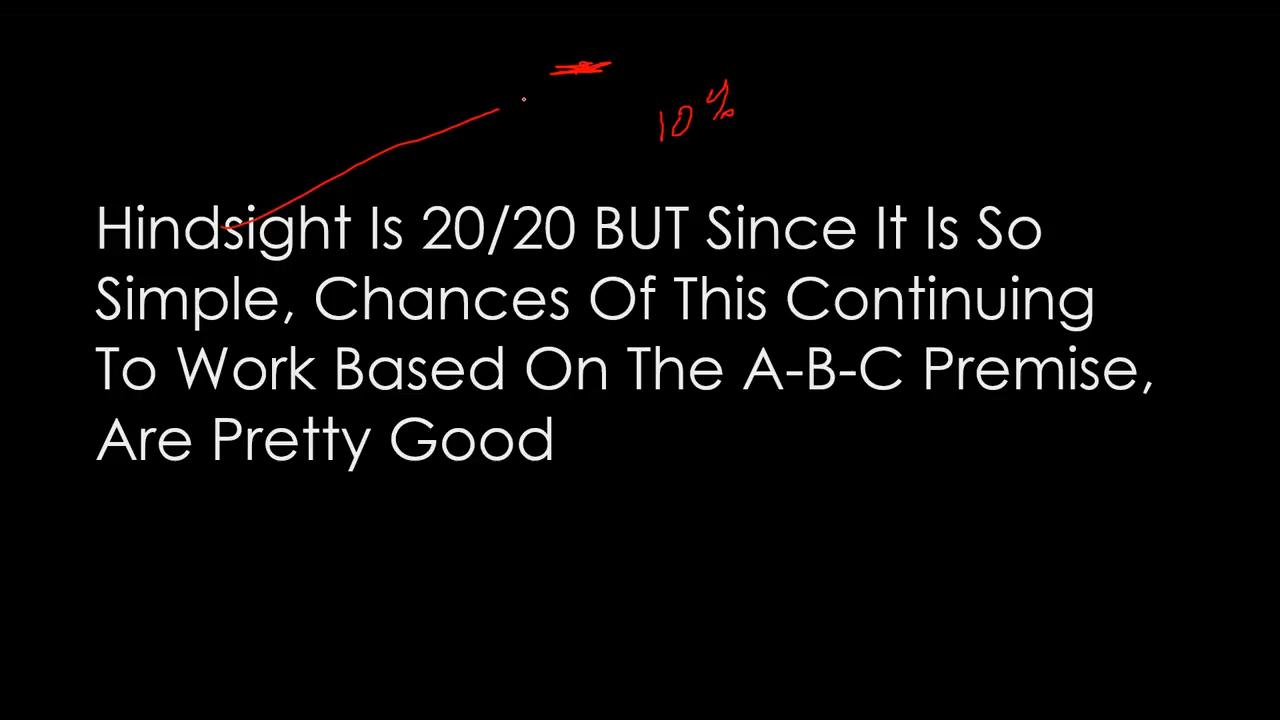 10%
Hindsight Is 20/20 BUT Since It Is So
Simple, Chances Of This Continuing
To Work Based On The A-B-C Premise,
Are Pretty Good